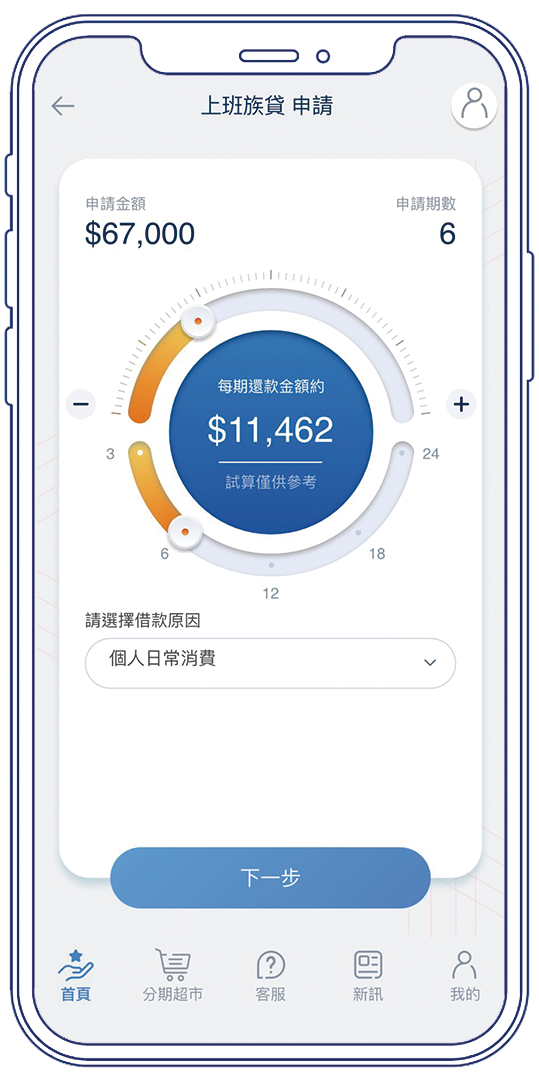 上班族貸 申請
申請金額 申請期數
$67,000 6
每期還款金額約
$11,462
試算僅供參考
− +
3 24
6 18
12
請選擇借款原因
個人日常消費
下一步
首頁 分期超市 客服 新訊 我的